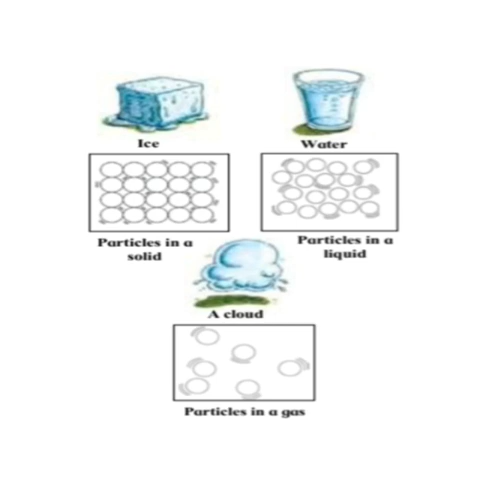 Ice
Water
Particles in a
solid
Particles in a
liquid
A cloud
Particles in a gas